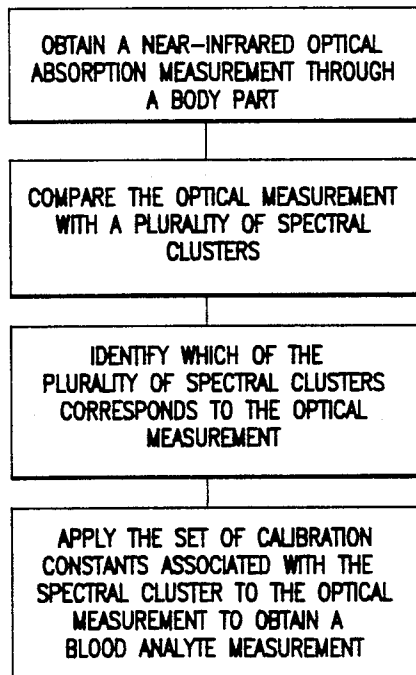 OBTAIN A NEAR-INFRARED OPTICAL
ABSORPTION MEASUREMENT THROUGH
A BODY PART
COMPARE THE OPTICAL MEASUREMENT
WITH A PLURALITY OF SPECTRAL
CLUSTERS
IDENTIFY WHICH OF THE
PLURALITY OF SPECTRAL CLUSTERS
CORRESPONDS TO THE OPTICAL
MEASUREMENT
APPLY THE SET OF CALIBRATION
CONSTANTS ASSOCIATED WITH THE
SPECTRAL CLUSTER TO THE OPTICAL
MEASUREMENT TO OBTAIN A
BLOOD ANALYTE MEASUREMENT